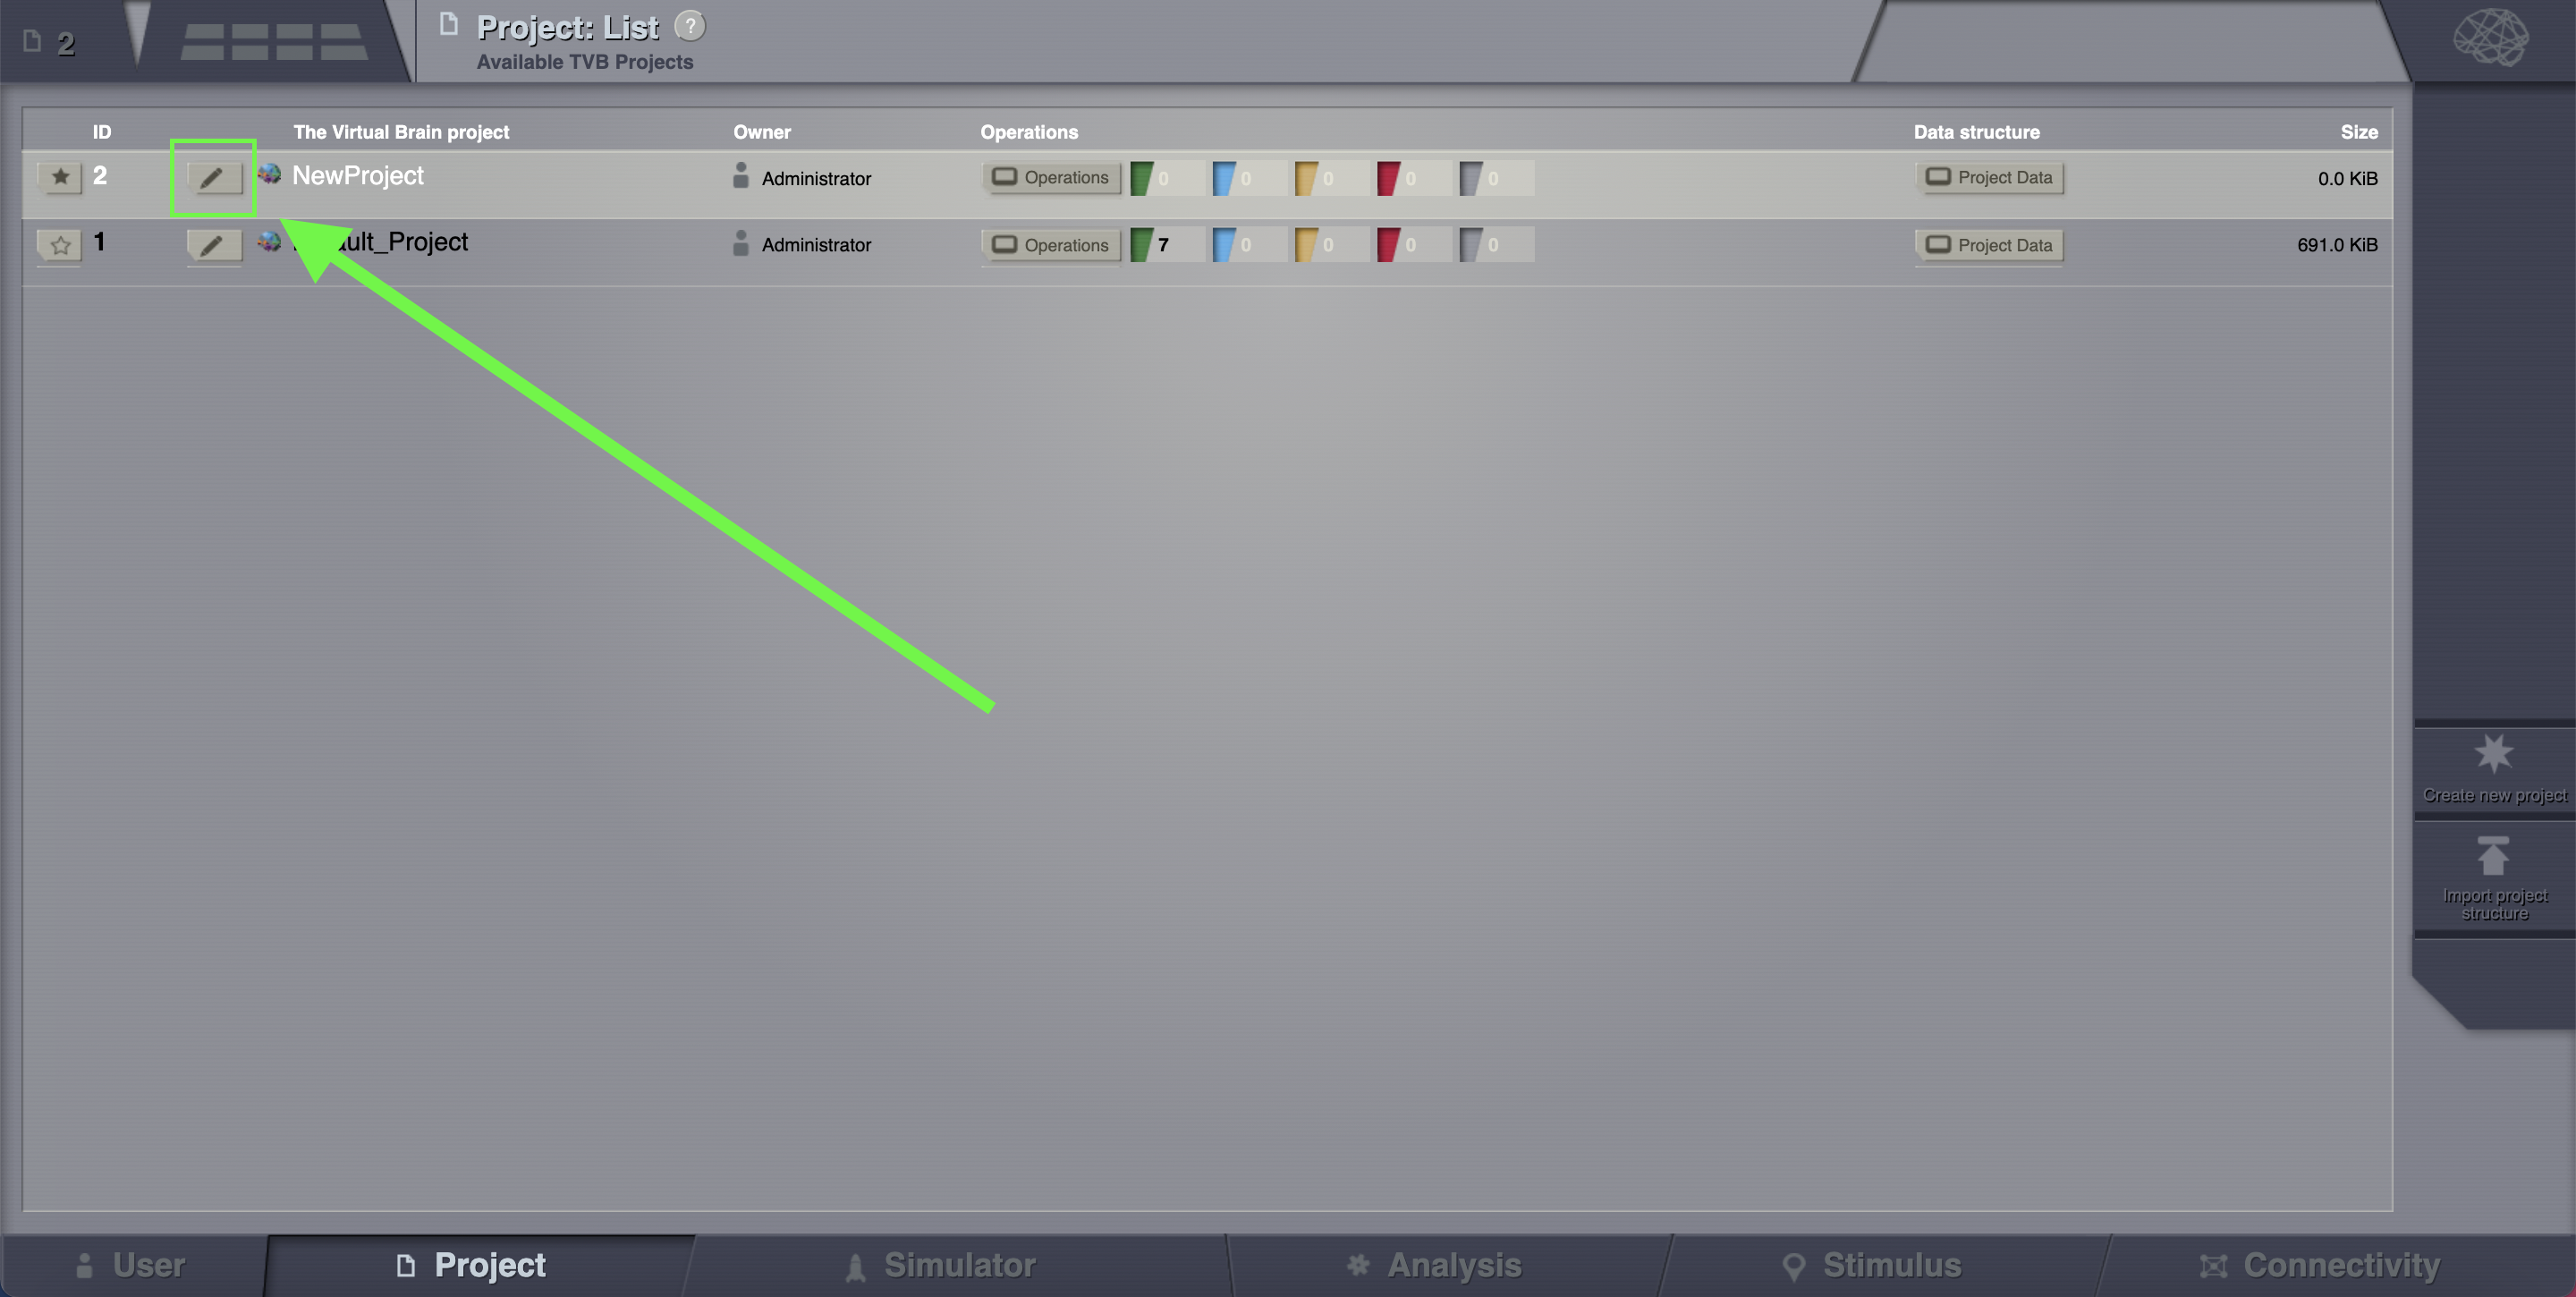 2
Project: List ?
Available TVB Projects
ID The Virtual Brain project Owner Operations Data structure Size
2 NewProject Administrator Operations 0 0 0 0 0 Project Data 0.0 KiB
1 ault_Project Administrator Operations 7 0 0 0 0 Project Data 691.0 KiB
Create new project
Import project
structure
User Project Simulator Analysis Stimulus Connectivity